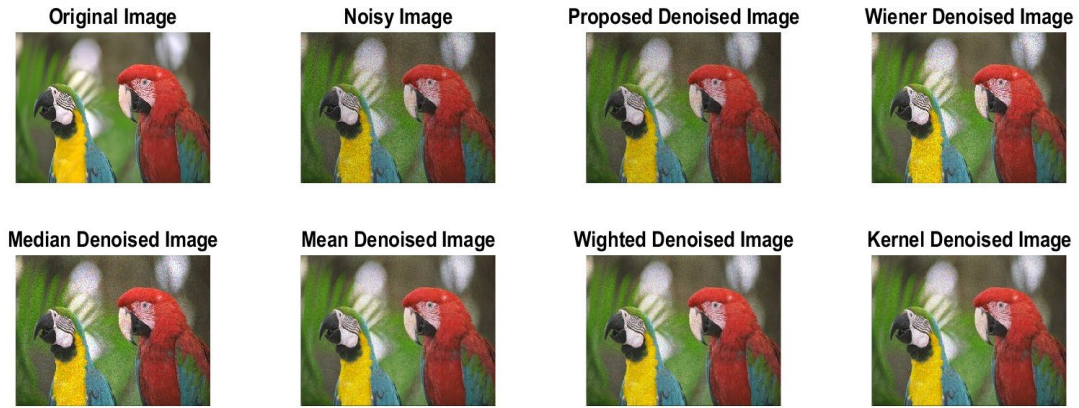 Original Image
Noisy Image
Proposed Denoised Image
Wiener Denoised Image
Median Denoised Image
Mean Denoised Image
Wighted Denoised Image
Kernel Denoised Image